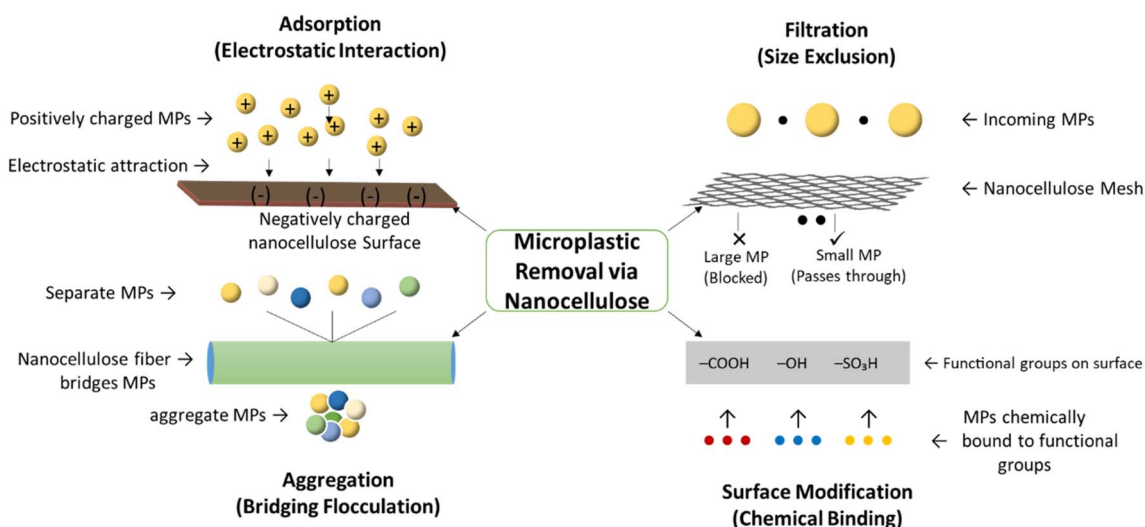 Adsorption
(Electrostatic Interaction)
Positively charged MPs →
+ + + + + + + + + +
Electrostatic attraction →
(-) (-) (-) (-)
Negatively charged
nanocellulose Surface
Filtration
(Size Exclusion)
← Incoming MPs
← Nanocellulose Mesh
✕ ✓
Large MP
(Blocked)
Small MP
(Passes through)
Microplastic
Removal via
Nanocellulose
Separate MPs →
Nanocellulose fiber →
bridges MPs
aggregate MPs →
Aggregation
(Bridging Flocculation)
–COOH –OH –SO₃H
← Functional groups on surface
MPs chemically
← bound to functional
groups
Surface Modification
(Chemical Binding)